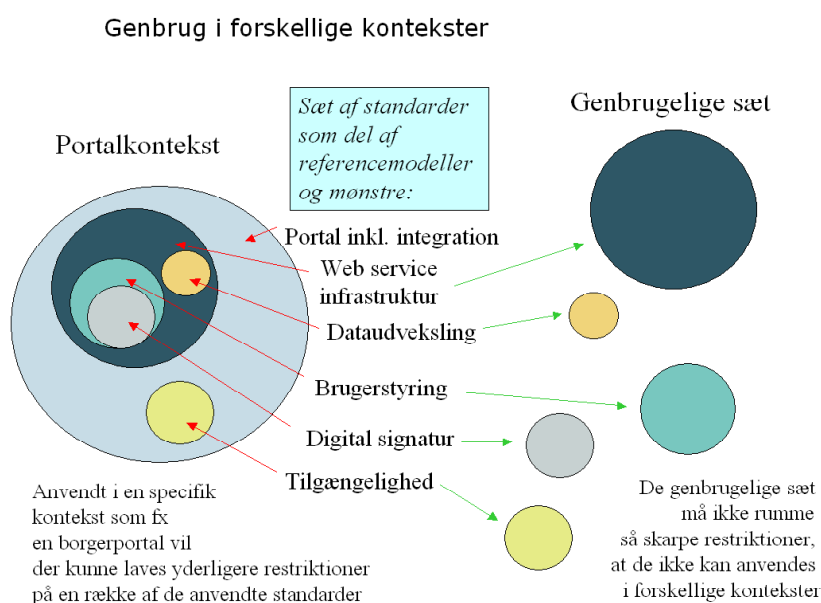 Genbrug i forskellige kontekster
Sæt af standarder
som del af
referencemodeller
og mønstre:
Genbrugelige sæt
Portalkontekst
Portal inkl. integration
Web service
infrastruktur
Dataudveksling
Brugerstyring
Digital signatur
Tilgængelighed
Anvendt i en specifik
kontekst som fx
en borgerportal vil
der kunne laves yderligere restriktioner
på en række af de anvendte standarder
De genbrugelige sæt
må ikke rumme
så skarpe restriktioner,
at de ikke kan anvendes
i forskellige kontekster